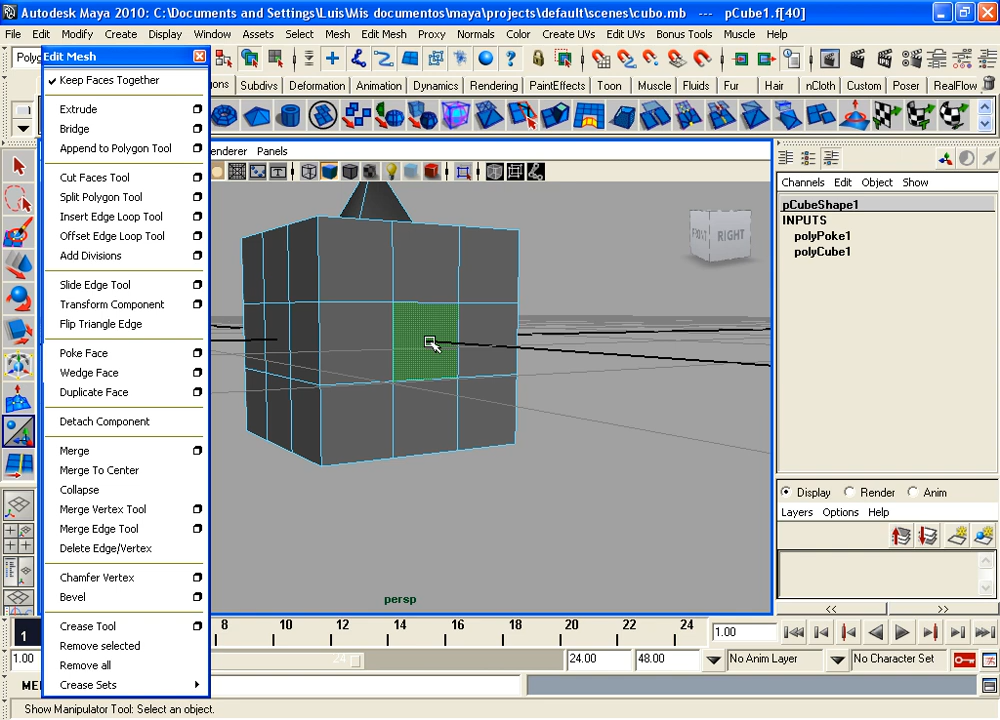 Autodesk Maya 2010: C:\Documents and Settings\Luis\Mis documentos\maya\projects\default\scenes\cubo.mb --- pCube1.f[40]
File Edit Modify Create Display Window Assets Select Mesh Edit Mesh Proxy Normals Color Create UVs Edit UVs Bonus Tools Muscle Help
Edit Mesh
Subdivs Deformation Animation Dynamics Rendering PaintEffects Toon Muscle Fluids Fur Hair nCloth Custom Poser RealFlow
Keep Faces Together
Extrude
Bridge
Append to Polygon Tool
Cut Faces Tool
Split Polygon Tool
Insert Edge Loop Tool
Offset Edge Loop Tool
Add Divisions
Slide Edge Tool
Transform Component
Flip Triangle Edge
Poke Face
Wedge Face
Duplicate Face
Detach Component
Merge
Merge To Center
Collapse
Merge Vertex Tool
Merge Edge Tool
Delete Edge/Vertex
Chamfer Vertex
Bevel
Crease Tool
Remove selected
Remove all
Crease Sets
Panels
RIGHT
persp
Channels Edit Object Show
pCubeShape1
INPUTS
polyPoke1
polyCube1
Display Render Anim
Layers Options Help
<< >>
1 8 10 12 14 16 18 20 22 24 1.00
1.00 24 24.00 48.00 No Anim Layer No Character Set
Show Manipulator Tool: Select an object.